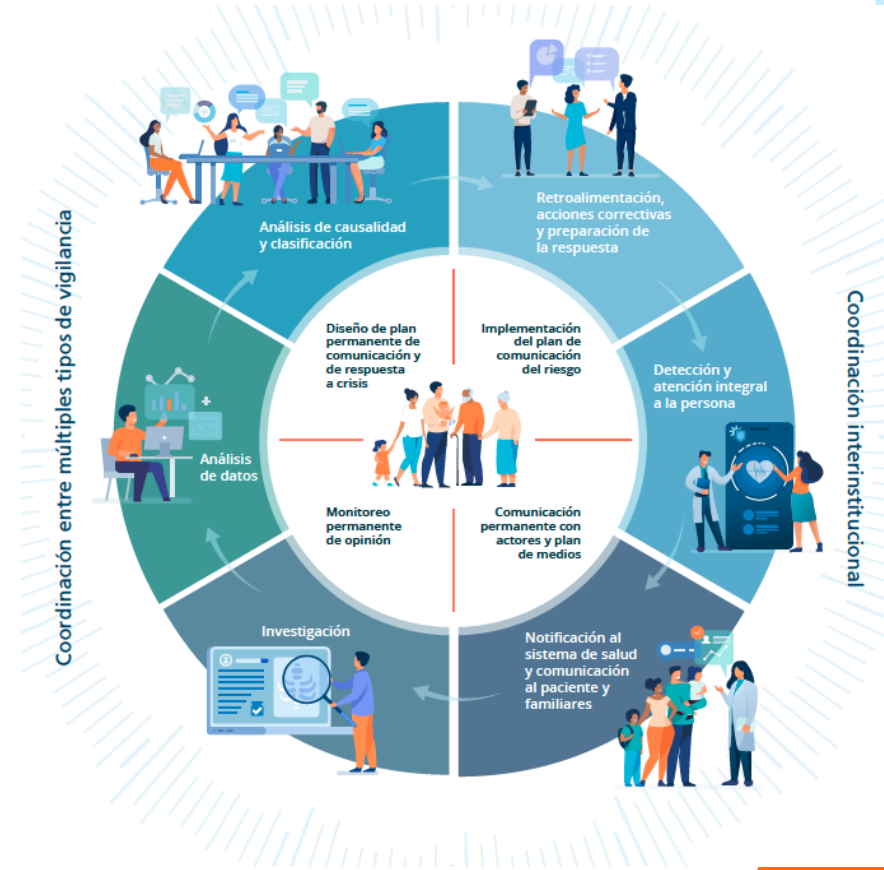 Análisis de causalidad
y clasificación
Retroalimentación,
acciones correctivas
y preparación de
la respuesta
Detección y
atención integral
a la persona
Notificación al
sistema de salud
y comunicación
al paciente y
familiares
Investigación
Análisis
de datos
Diseño de plan
permanente de
comunicación y
de respuesta
a crisis
Implementación
del plan de
comunicación
del riesgo
Monitoreo
permanente
de opinión
Comunicación
permanente con
actores y plan
de medios
Coordinación entre múltiples tipos de vigilancia
Coordinación interinstitucional